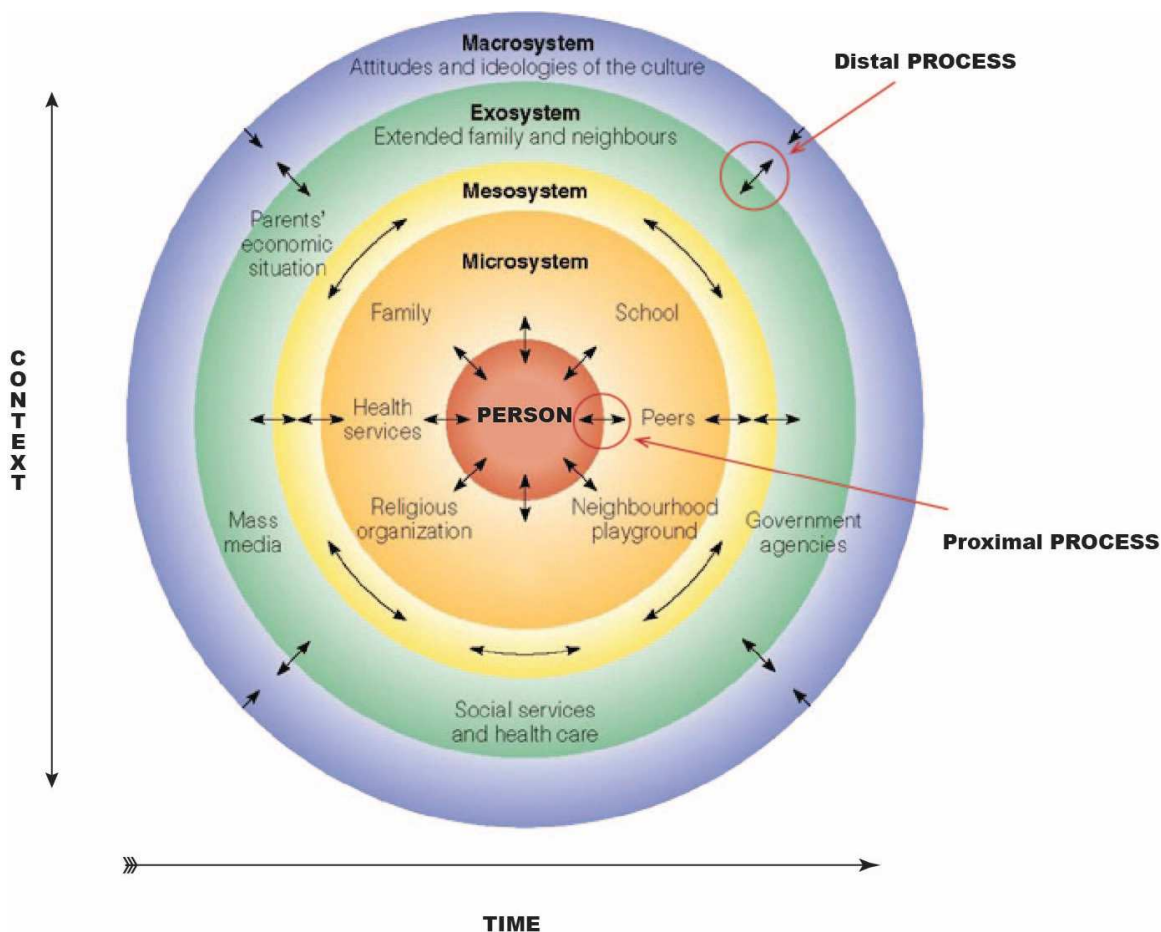 Macrosystem
Attitudes and ideologies of the culture
Distal PROCESS
Exosystem
Extended family and neighbours
Mesosystem
Parents'
economic
situation
Microsystem
Family
School
CONTEXT
Health
services
PERSON
Peers
Religious
organization
Neighbourhood
playground
Mass
media
Government
agencies
Proximal PROCESS
Social services
and health care
TIME